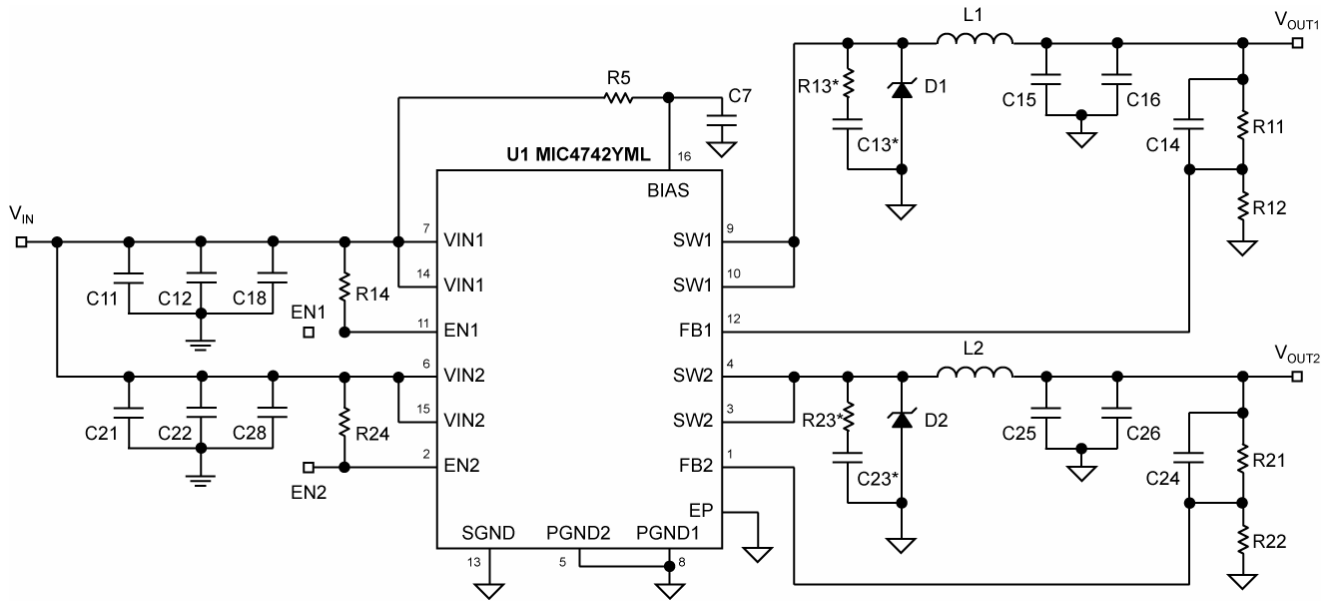 L1
VOUT1
R5
C7
R13*
D1
C15
C16
R11
C13*
C14
U1 MIC4742YML
16
BIAS
R12
VIN
7
VIN1
SW1
9
14
VIN1
SW1
10
C11
C12
C18
R14
EN1
11
EN1
FB1
12
L2
VOUT2
6
VIN2
SW2
4
15
VIN2
SW2
3
C21
C22
C28
R24
R23*
D2
C25
C26
R21
2
EN2
FB2
1
C23*
C24
EN2
EP
SGND
PGND2
PGND1
R22
13
5
8